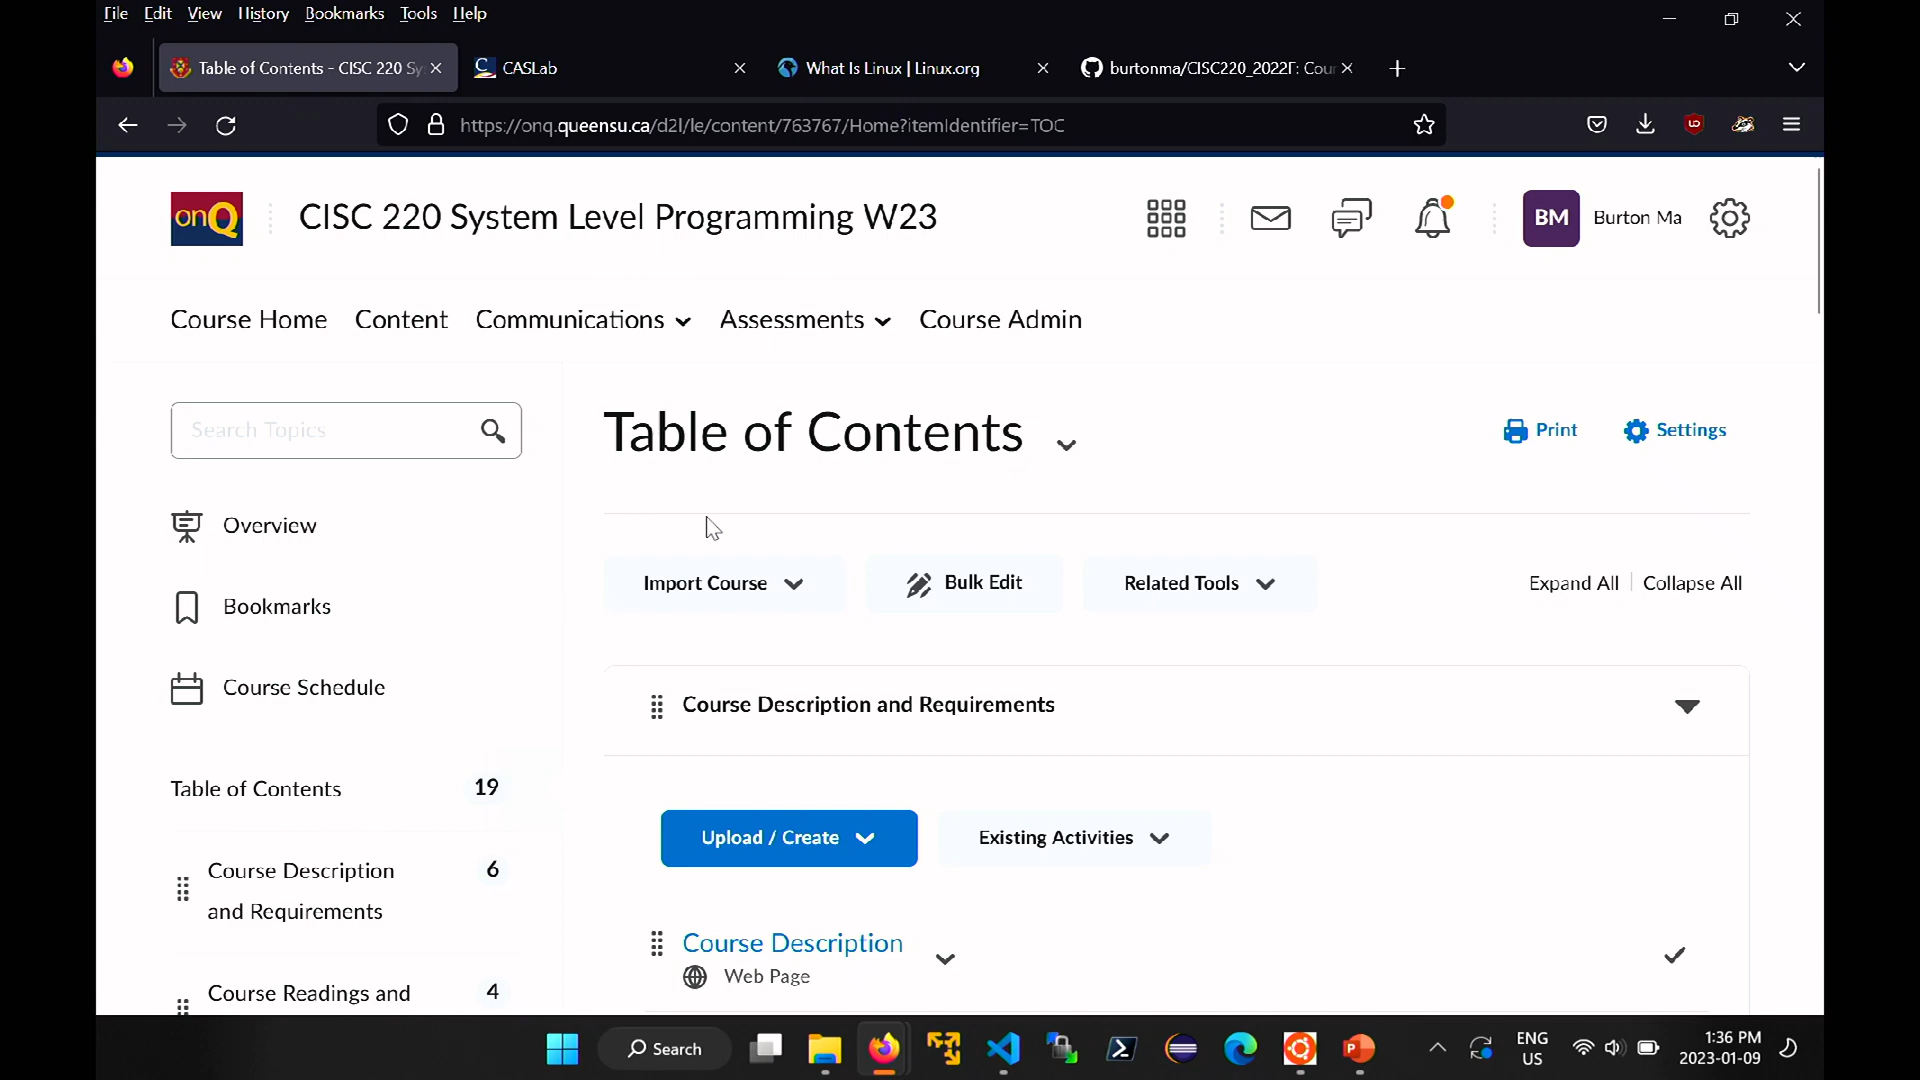 File Edit View History Bookmarks Tools Help
Table of Contents - CISC 220 Sy
CASLab
What Is Linux | Linux.org
burtonma/CISC220_2022F: Cour
https://onq.queensu.ca/d2l/le/content/763767/Home?itemIdentifier=TOC
onQ
CISC 220 System Level Programming W23
BM
Burton Ma
Course Home Content Communications Assessments Course Admin
Search Topics
Table of Contents
Print
Settings
Overview
Bookmarks
Course Schedule
Import Course
Bulk Edit
Related Tools
Expand All
Collapse All
Course Description and Requirements
Table of Contents 19
Upload / Create
Existing Activities
Course Description 6
and Requirements
Course Description
Web Page
Course Readings and 4
Search
ENG
US
1:36 PM
2023-01-09